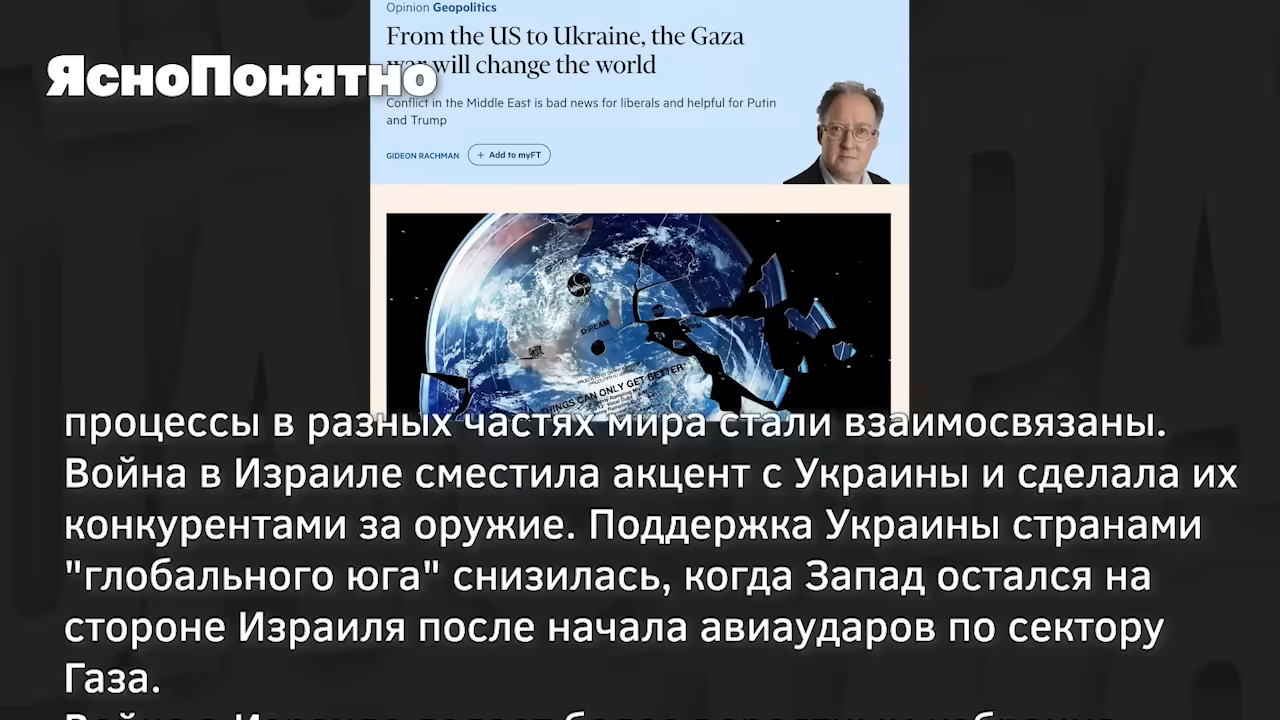 Opinion Geopolitics
From the US to Ukraine, the Gaza
war will change the world
ЯсноПонятно
Conflict in the Middle East is bad news for liberals and helpful for Putin
and Trump
GIDEON RACHMAN + Add to myFT
D:REAM
THINGS CAN ONLY GET BETTER
процессы в разных частях мира стали взаимосвязаны.
Война в Израиле сместила акцент с Украины и сделала их
конкурентами за оружие. Поддержка Украины странами
"глобального юга" снизилась, когда Запад остался на
стороне Израиля после начала авиаударов по сектору
Газа.